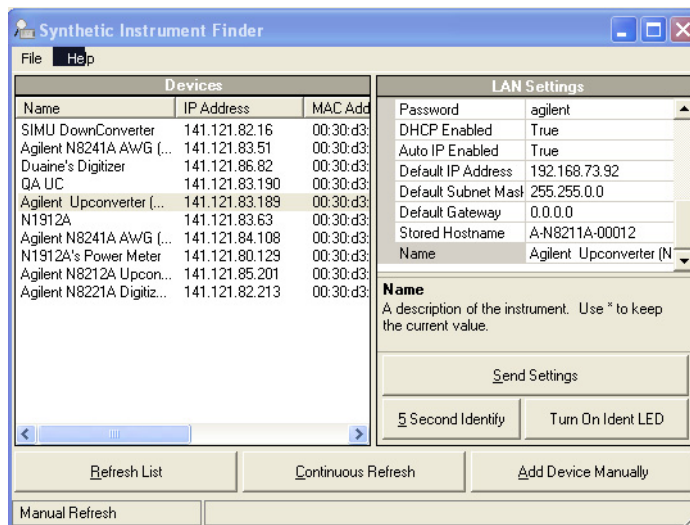 Synthetic Instrument Finder
File Help
Devices
Name IP Address MAC Add
SIMU DownConverter 141.121.82.16 00:30:d3:
Agilent N8241A AWG (... 141.121.83.51 00:30:d3:
Duaine's Digitizer 141.121.86.82 00:30:d3:
QA UC 141.121.83.190 00:30:d3:
Agilent Upconverter (... 141.121.83.189 00:30:d3:
N1912A 141.121.83.63 00:30:d3:
Agilent N8241A AWG (... 141.121.84.108 00:30:d3:
N1912A's Power Meter 141.121.80.129 00:30:d3:
Agilent N8212A Upcon... 141.121.85.201 00:30:d3:
Agilent N8221A Digitiz... 141.121.82.213 00:30:d3:
LAN Settings
Password agilent
DHCP Enabled True
Auto IP Enabled True
Default IP Address 192.168.73.92
Default Subnet Mask 255.255.0.0
Default Gateway 0.0.0.0
Stored Hostname A-N8211A-00012
Name Agilent Upconverter (N
Name
A description of the instrument. Use * to keep
the current value.
Send Settings
5 Second Identify Turn On Ident LED
Refresh List Continuous Refresh Add Device Manually
Manual Refresh